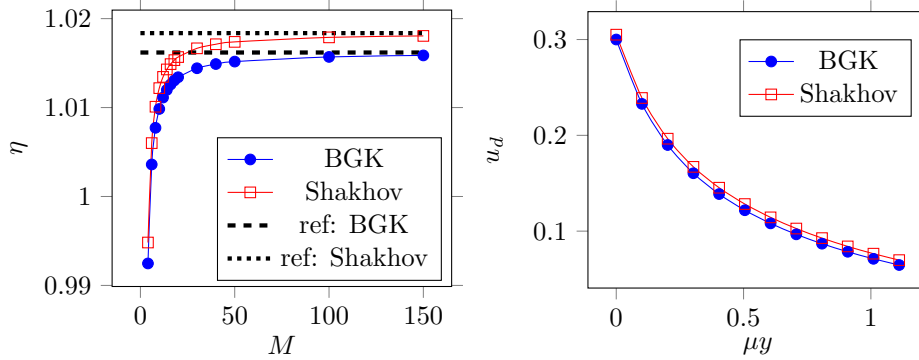 1.02
1.01
1
0.99
η
0
50
100
150
M
BGK
Shakhov
ref: BGK
ref: Shakhov
0.3
0.2
0.1
u_d
0
0.5
1
μy
BGK
Shakhov